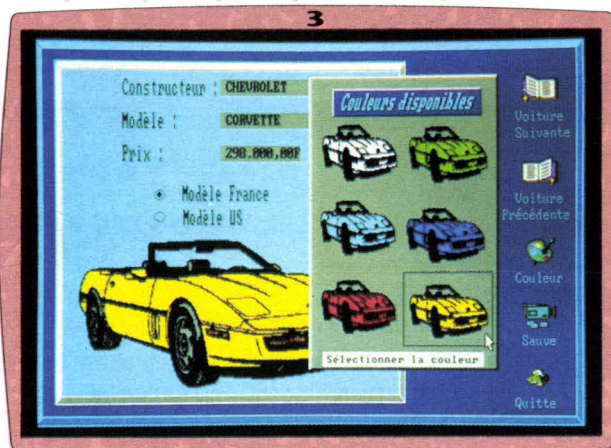 3
Constructeur : CHEVROLET
Modèle : CORVETTE
Prix : 298.000,00F
Modèle France
Modèle US
Couleurs disponibles
Sélectionner la couleur
Voiture
Suivante
Voiture
Précédente
Couleur
Sauve
Quitte